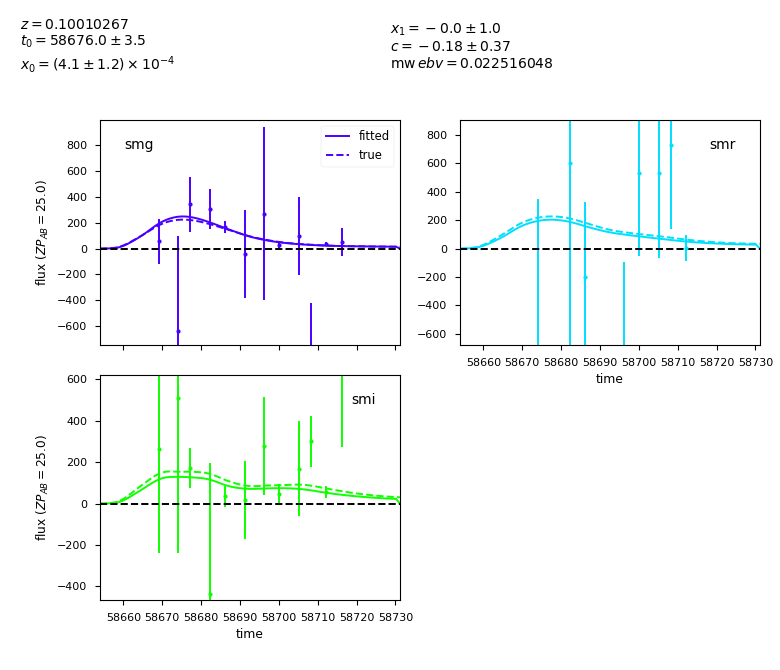 z = 0.10010267
t₀ = 58676.0 ± 3.5
x₀ = (4.1 ± 1.2) × 10⁻⁴
x₁ = −0.0 ± 1.0
c = −0.18 ± 0.37
mw ebv = 0.022516048
smg
fitted
true
800
600
400
200
0
−200
−400
−600
flux (ZP_AB = 25.0)
smr
800
600
400
200
0
−200
−400
−600
58660 58670 58680 58690 58700 58710 58720 58730
time
smi
600
400
200
0
−200
−400
flux (ZP_AB = 25.0)
58660 58670 58680 58690 58700 58710 58720 58730
time